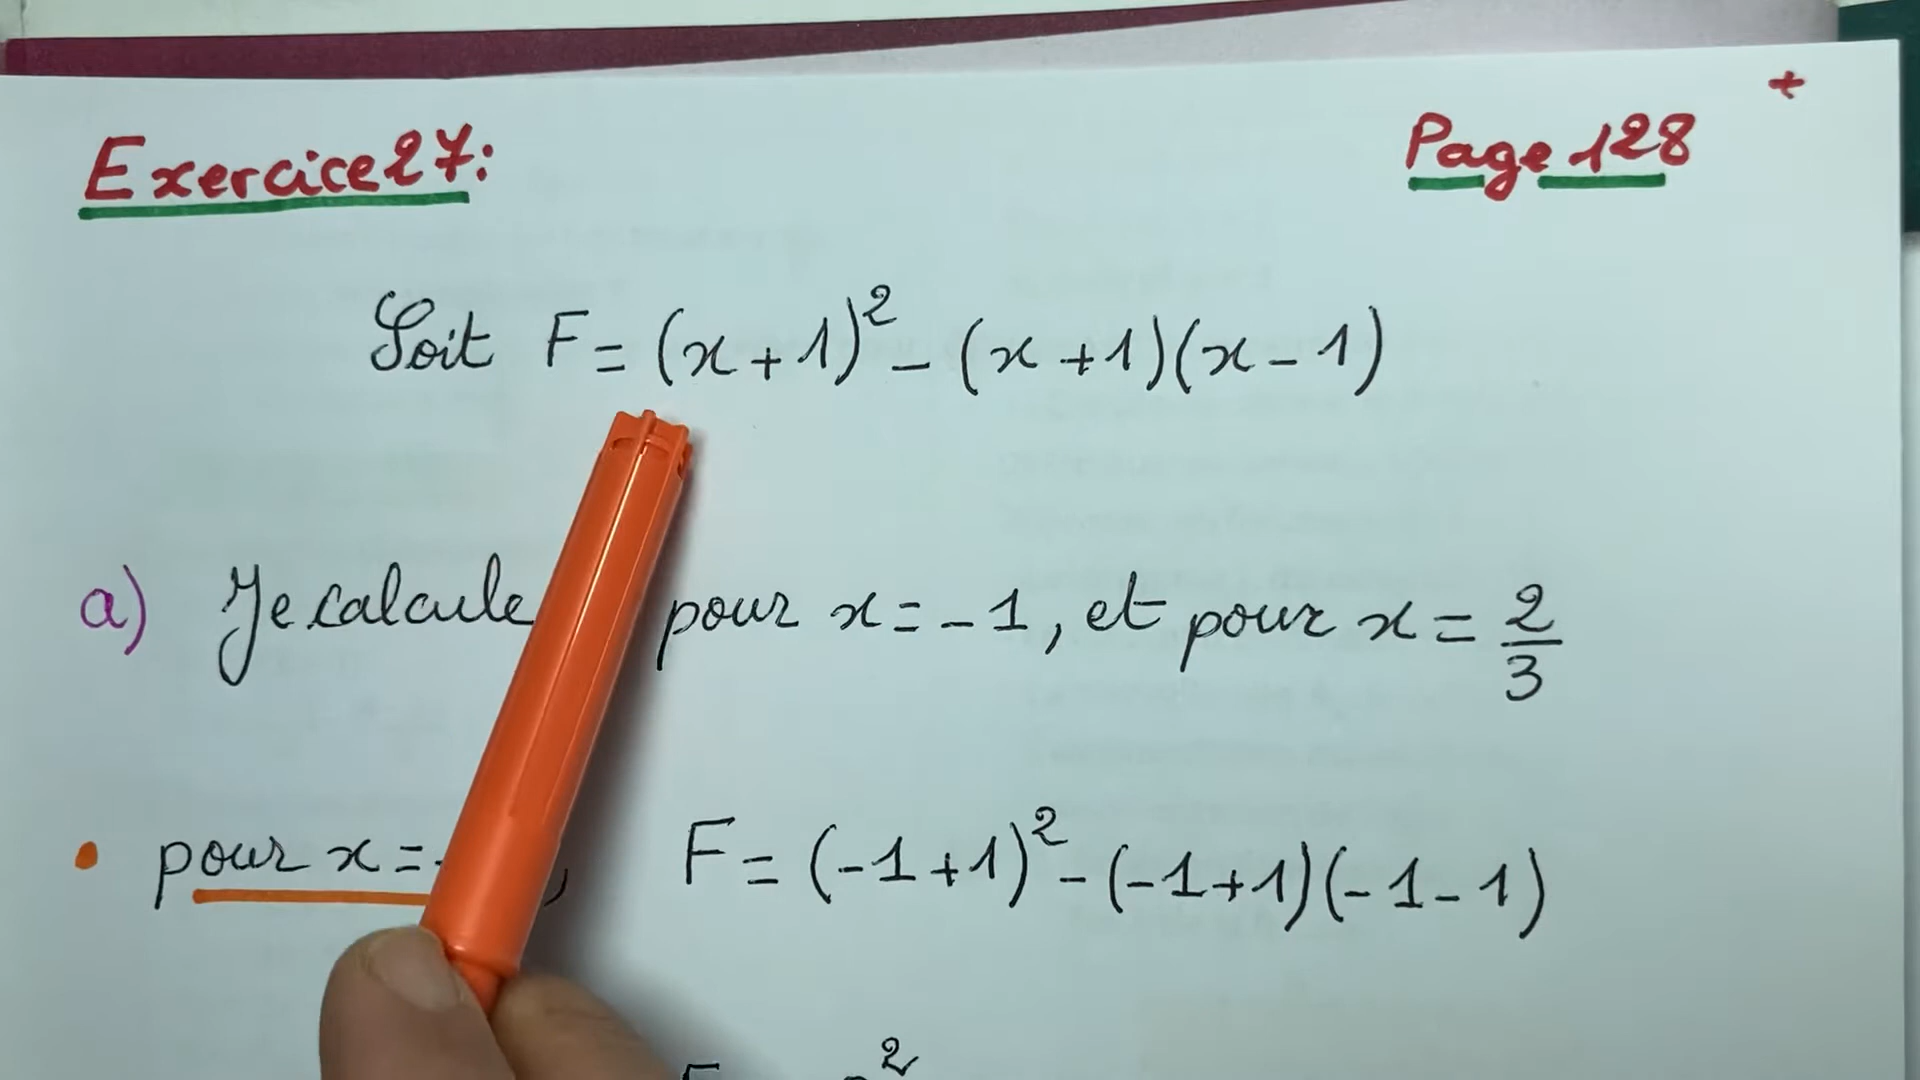 Exercice 27:
Page 128
Soit F = (x+1)² - (x+1)(x-1)
a) Je calcule pour x = -1, et pour x = 2/3
• pour x = , F = (-1+1)² - (-1+1)(-1-1)